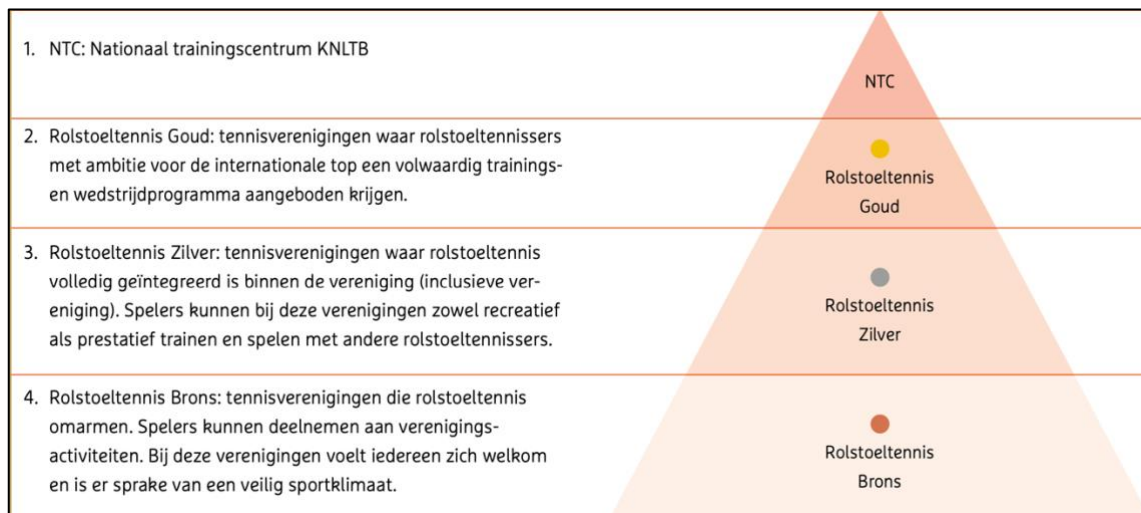 1. NTC: Nationaal trainingscentrum KNLTB
NTC
2. Rolstoeltennis Goud: tennisverenigingen waar rolstoeltennissers
met ambitie voor de internationale top een volwaardig trainings-
en wedstrijdprogramma aangeboden krijgen.
Rolstoeltennis
Goud
3. Rolstoeltennis Zilver: tennisverenigingen waar rolstoeltennis
volledig geïntegreerd is binnen de vereniging (inclusieve ver-
eniging). Spelers kunnen bij deze verenigingen zowel recreatief
als prestatief trainen en spelen met andere rolstoeltennissers.
Rolstoeltennis
Zilver
4. Rolstoeltennis Brons: tennisverenigingen die rolstoeltennis
omarmen. Spelers kunnen deelnemen aan verenigings-
activiteiten. Bij deze verenigingen voelt iedereen zich welkom
en is er sprake van een veilig sportklimaat.
Rolstoeltennis
Brons